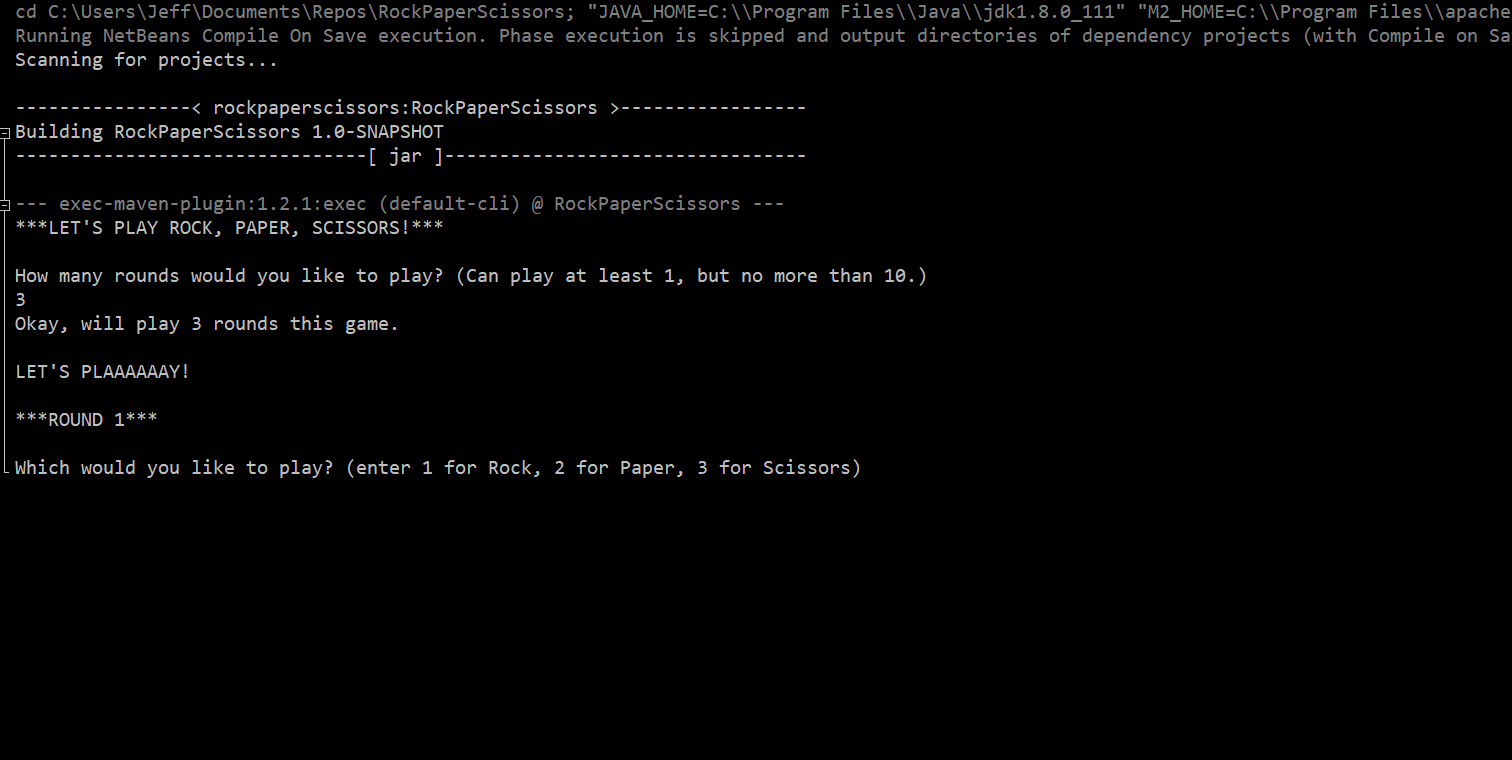 cd C:\Users\Jeff\Documents\Repos\RockPaperScissors; "JAVA_HOME=C:\\Program Files\\Java\\jdk1.8.0_111" "M2_HOME=C:\\Program Files\\apache
Running NetBeans Compile On Save execution. Phase execution is skipped and output directories of dependency projects (with Compile on Sa
Scanning for projects...
----------------< rockpaperscissors:RockPaperScissors >-----------------
Building RockPaperScissors 1.0-SNAPSHOT
--------------------------------[ jar ]---------------------------------
--- exec-maven-plugin:1.2.1:exec (default-cli) @ RockPaperScissors ---
***LET'S PLAY ROCK, PAPER, SCISSORS!***
How many rounds would you like to play? (Can play at least 1, but no more than 10.)
3
Okay, will play 3 rounds this game.
LET'S PLAAAAAAY!
***ROUND 1***
Which would you like to play? (enter 1 for Rock, 2 for Paper, 3 for Scissors)